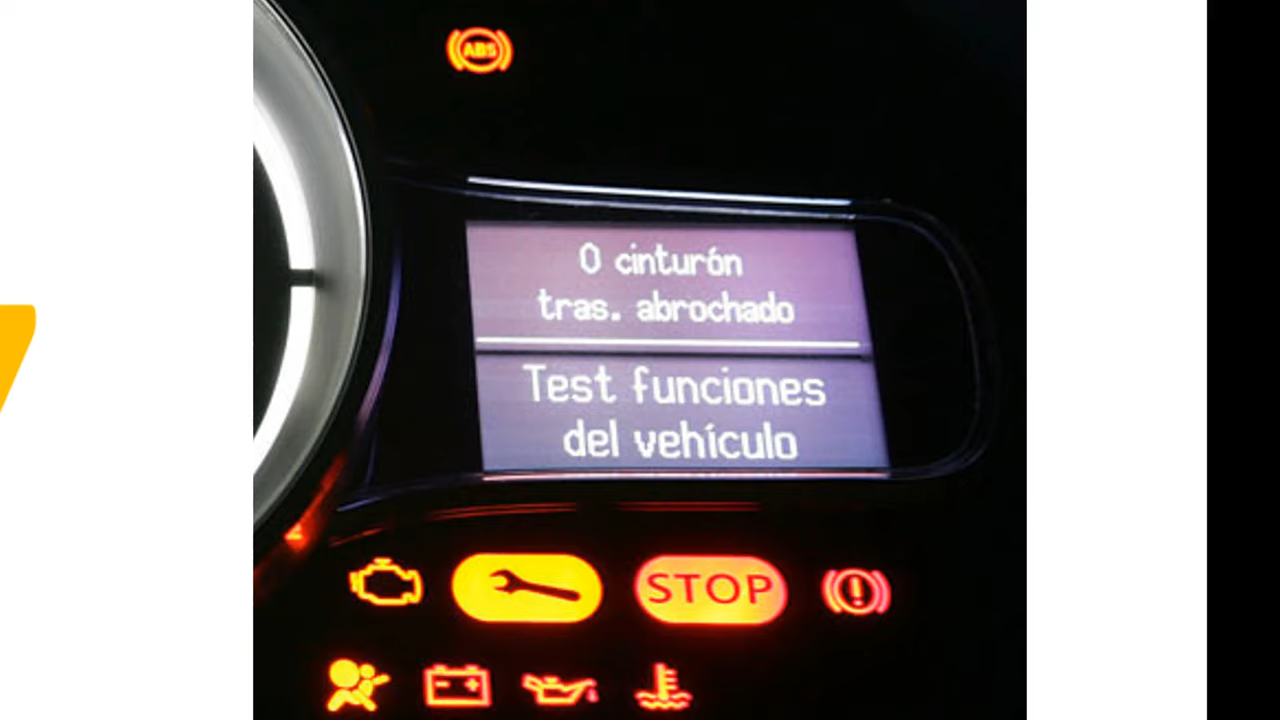 ABS
0 cinturón
tras. abrochado
Test funciones
del vehículo
STOP